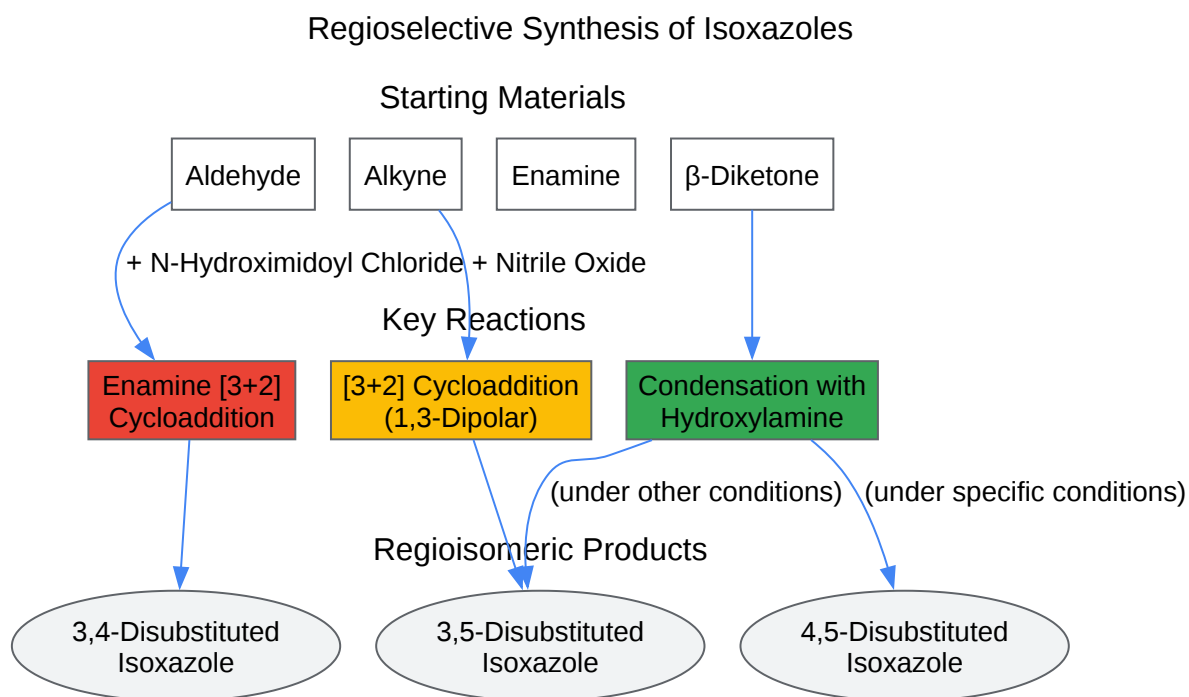 Regioselective Synthesis of Isoxazoles
Starting Materials
Aldehyde
Alkyne
Enamine
β-Diketone
+ N-Hydroximidoyl Chloride
+ Nitrile Oxide
Key Reactions
Enamine [3+2]
Cycloaddition
[3+2] Cycloaddition
(1,3-Dipolar)
Condensation with
Hydroxylamine
(under other conditions)
(under specific conditions)
Regioisomeric Products
3,4-Disubstituted
Isoxazole
3,5-Disubstituted
Isoxazole
4,5-Disubstituted
Isoxazole